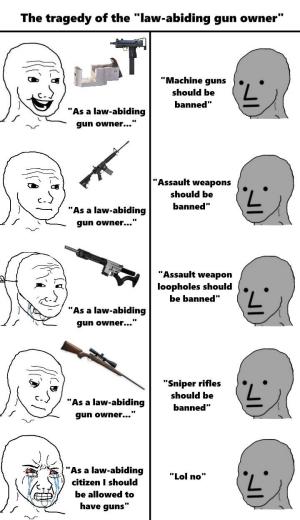 The tragedy of the "law-abiding gun owner"
"As a law-abiding
gun owner..."
"Machine guns
should be
banned"
"As a law-abiding
gun owner..."
"Assault weapons
should be
banned"
"As a law-abiding
gun owner..."
"Assault weapon
loopholes should
be banned"
"As a law-abiding
gun owner..."
"Sniper rifles
should be
banned"
"As a law-abiding
citizen I should
be allowed to
have guns"
"Lol no"